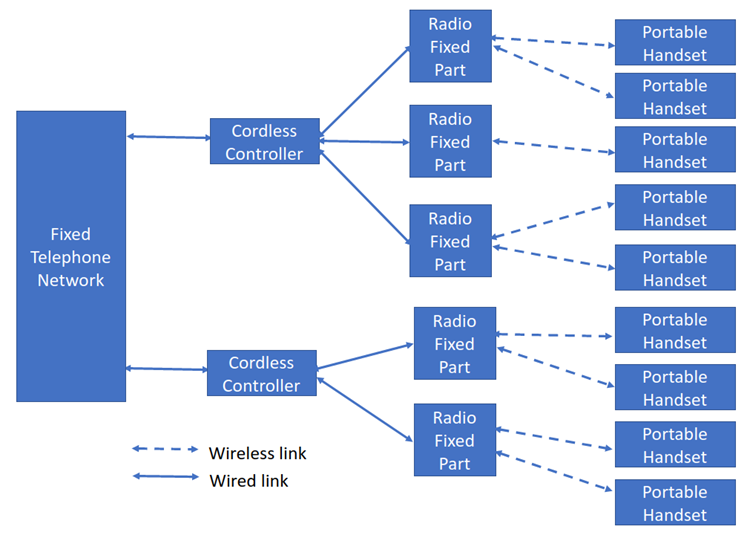 Fixed
Telephone
Network
Cordless
Controller
Radio
Fixed
Part
Portable
Handset
Portable
Handset
Radio
Fixed
Part
Portable
Handset
Radio
Fixed
Part
Portable
Handset
Portable
Handset
Cordless
Controller
Radio
Fixed
Part
Portable
Handset
Portable
Handset
Radio
Fixed
Part
Portable
Handset
Portable
Handset
Wireless link
Wired link